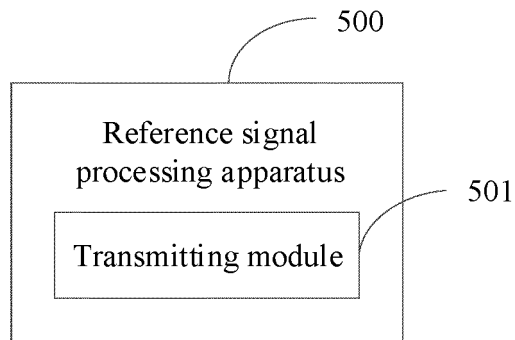 500
Reference signal
processing apparatus
501
Transmitting module